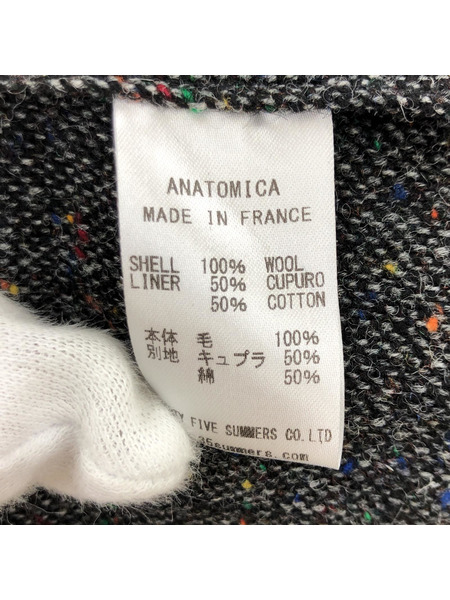 ANATOMICA
MADE IN FRANCE
SHELL 100% WOOL
LINER 50% CUPURO
50% COTTON
本体 毛 100%
別地 キュプラ 50%
綿 50%
FIVE SUMMERS CO.LTD
summers.com